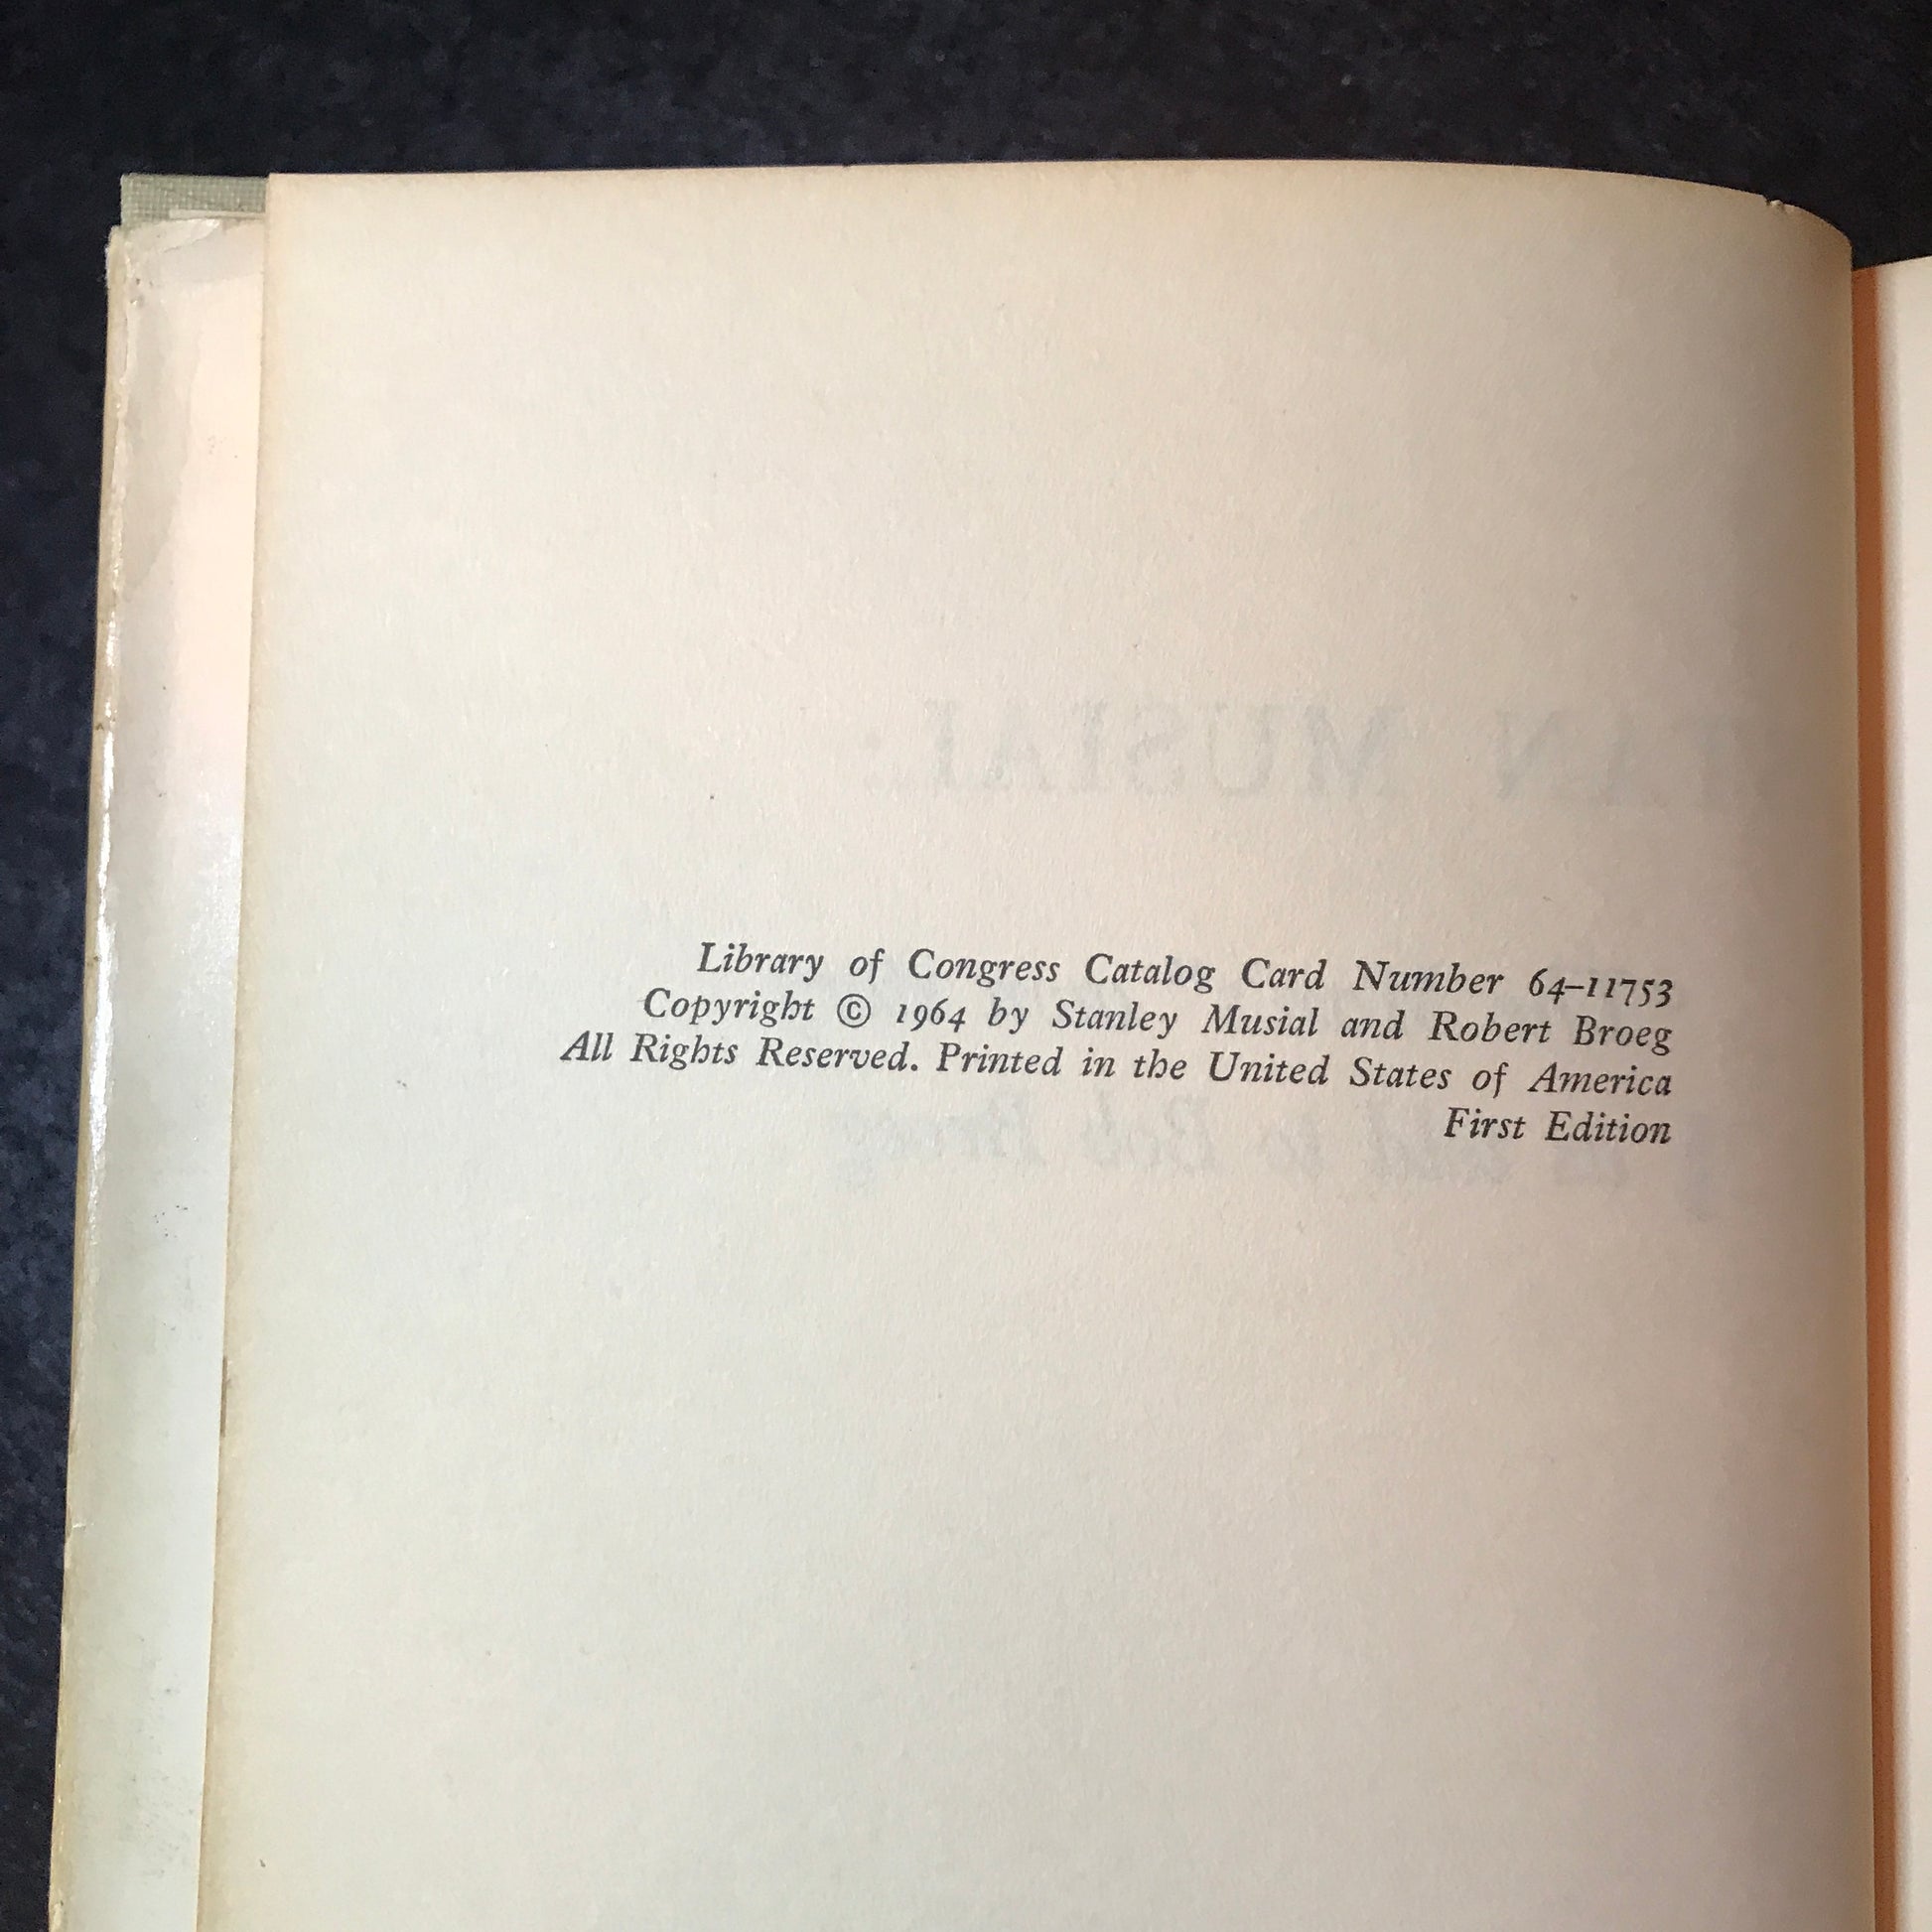 MUSIAL:
Library of Congress Catalog Card Number 64–11753
Copyright © 1964 by Stanley Musial and Robert Broeg
All Rights Reserved. Printed in the United States of America
First Edition